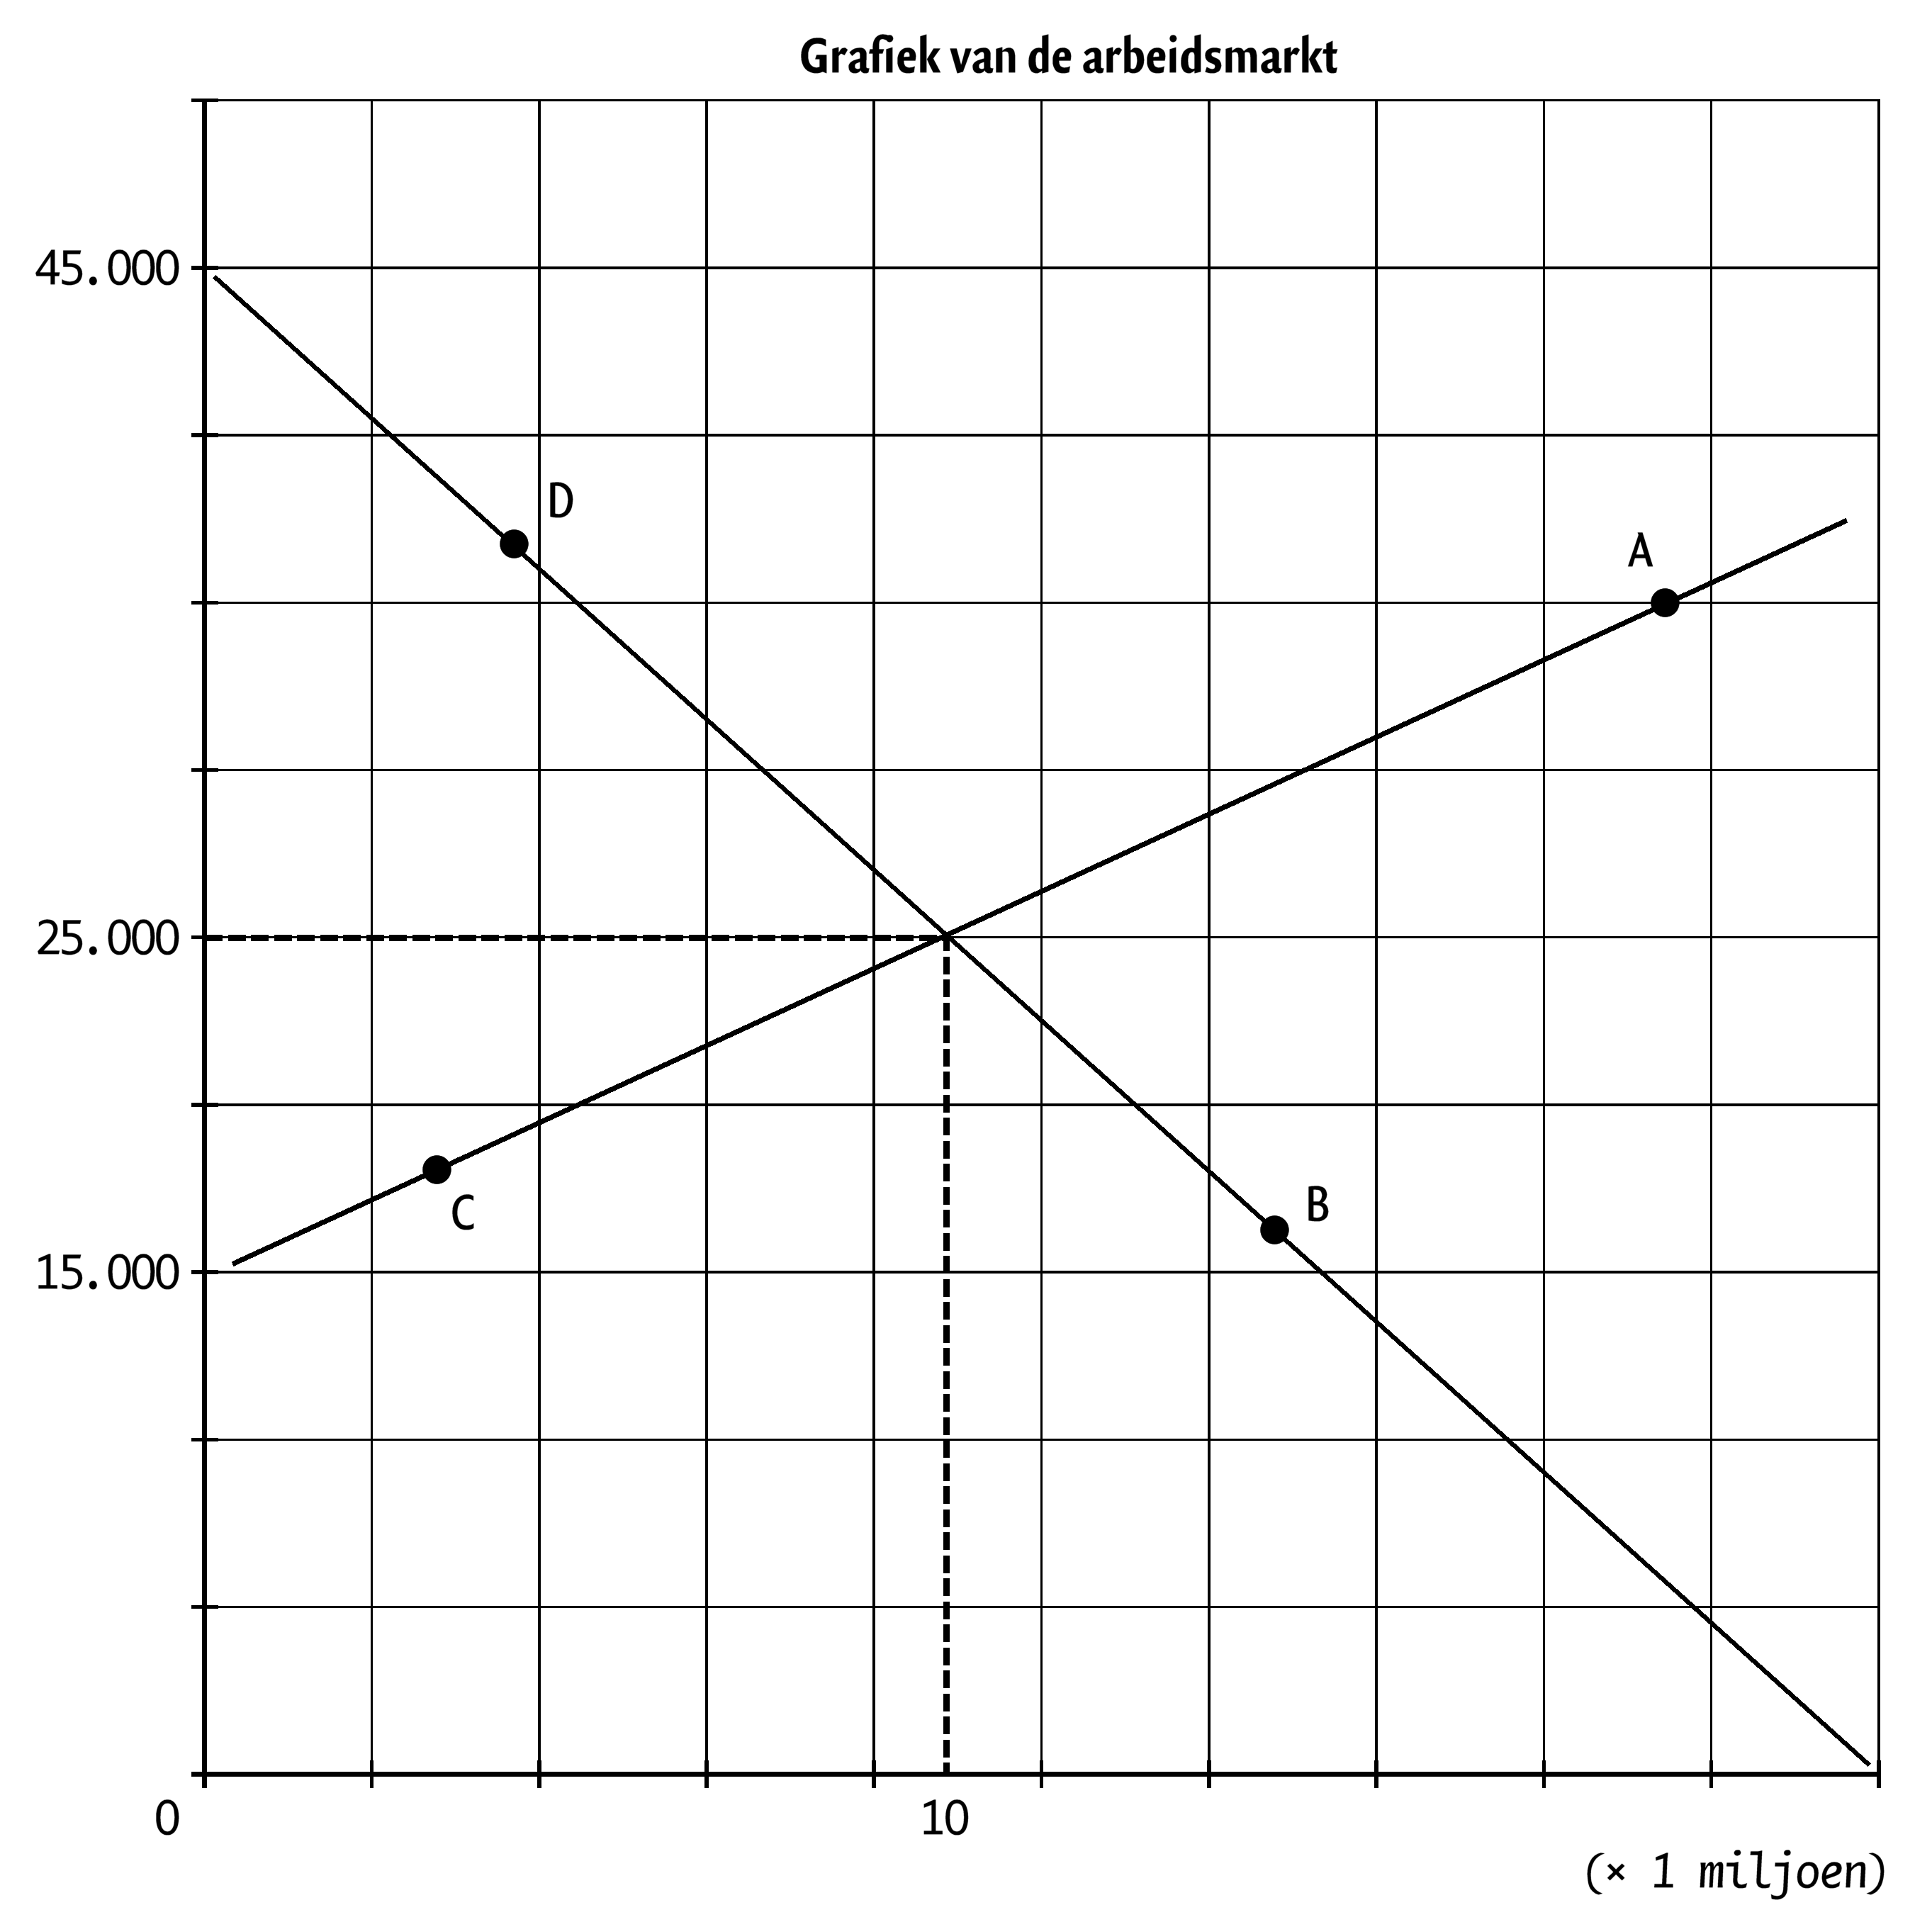 Grafiek van de arbeidsmarkt
45.000
D
A
25.000
C
B
15.000
0
10
(× 1 miljoen)